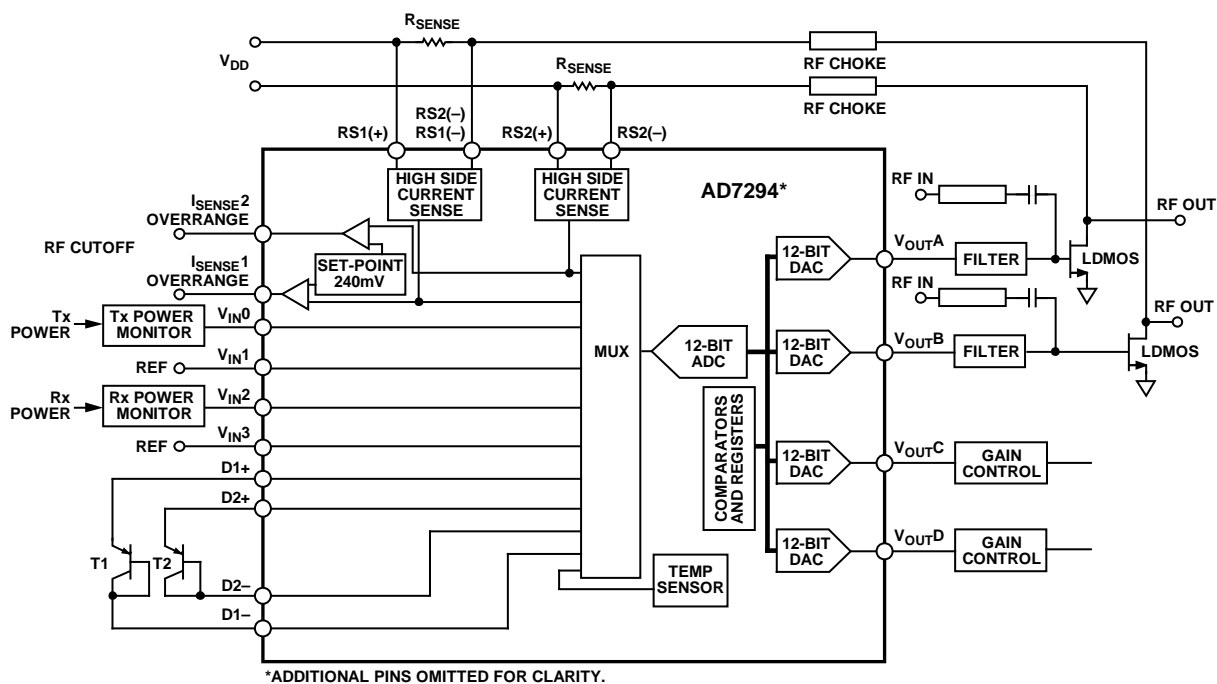 RSENSE
VDD
RF CHOKE
RSENSE
RF CHOKE
RS2(–)
RS1(+)
RS1(–)
RS2(+)
RS2(–)
HIGH SIDE
CURRENT
SENSE
HIGH SIDE
CURRENT
SENSE
AD7294*
RF IN
RF OUT
ISENSE2
OVERRANGE
RF CUTOFF
ISENSE1
OVERRANGE
SET-POINT
240mV
12-BIT
DAC
VOUTA
FILTER
LDMOS
RF IN
RF OUT
Tx
POWER
Tx POWER
MONITOR
VIN0
MUX
12-BIT
ADC
12-BIT
DAC
VOUTB
FILTER
LDMOS
REF
VIN1
Rx
POWER
Rx POWER
MONITOR
VIN2
REF
VIN3
COMPARATORS
AND REGISTERS
12-BIT
DAC
VOUTC
GAIN
CONTROL
D1+
D2+
T1
T2
D2–
D1–
TEMP
SENSOR
12-BIT
DAC
VOUTD
GAIN
CONTROL
*ADDITIONAL PINS OMITTED FOR CLARITY.